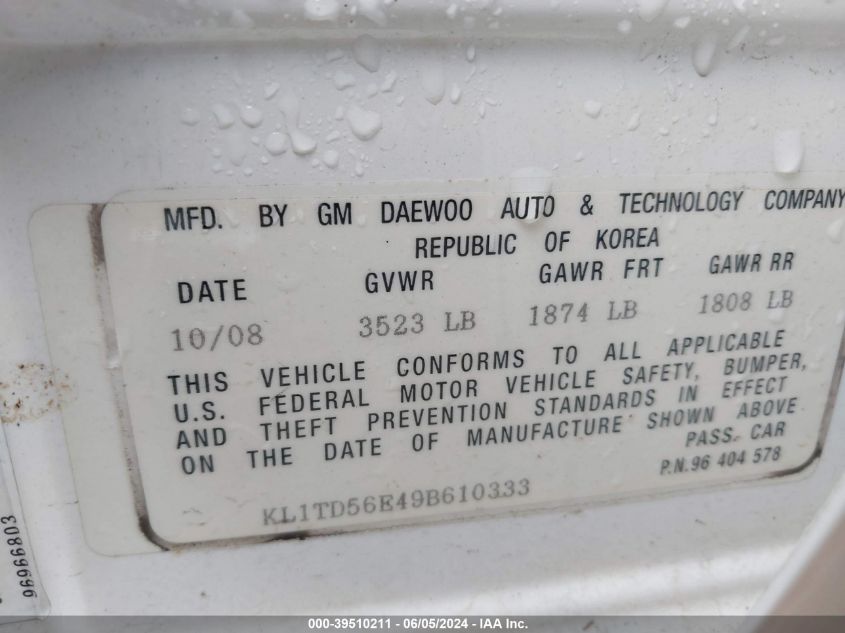 MFD. BY GM DAEWOO AUTO & TECHNOLOGY COMPANY
REPUBLIC OF KOREA
DATE GVWR GAWR FRT GAWR RR
10/08 3523 LB 1874 LB 1808 LB
THIS VEHICLE CONFORMS TO ALL APPLICABLE
U.S. FEDERAL MOTOR VEHICLE SAFETY, BUMPER,
AND THEFT PREVENTION STANDARDS IN EFFECT
ON THE DATE OF MANUFACTURE SHOWN ABOVE
PASS. CAR
P.N.96 404 578
KL1TD56E49B610333
96966803
000-39510211 - 06/05/2024 - IAA Inc.